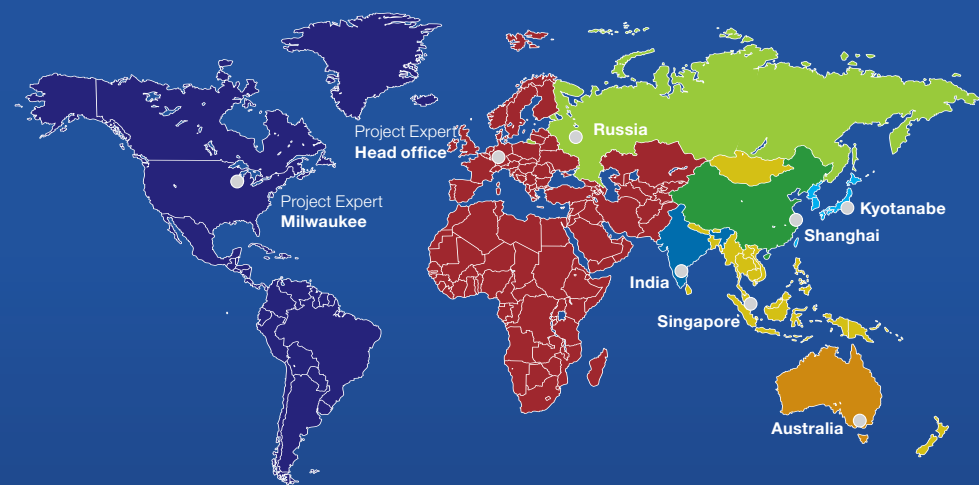 Project Expert
Head office
Russia
Project Expert
Milwaukee
Kyotanabe
Shanghai
India
Singapore
Australia